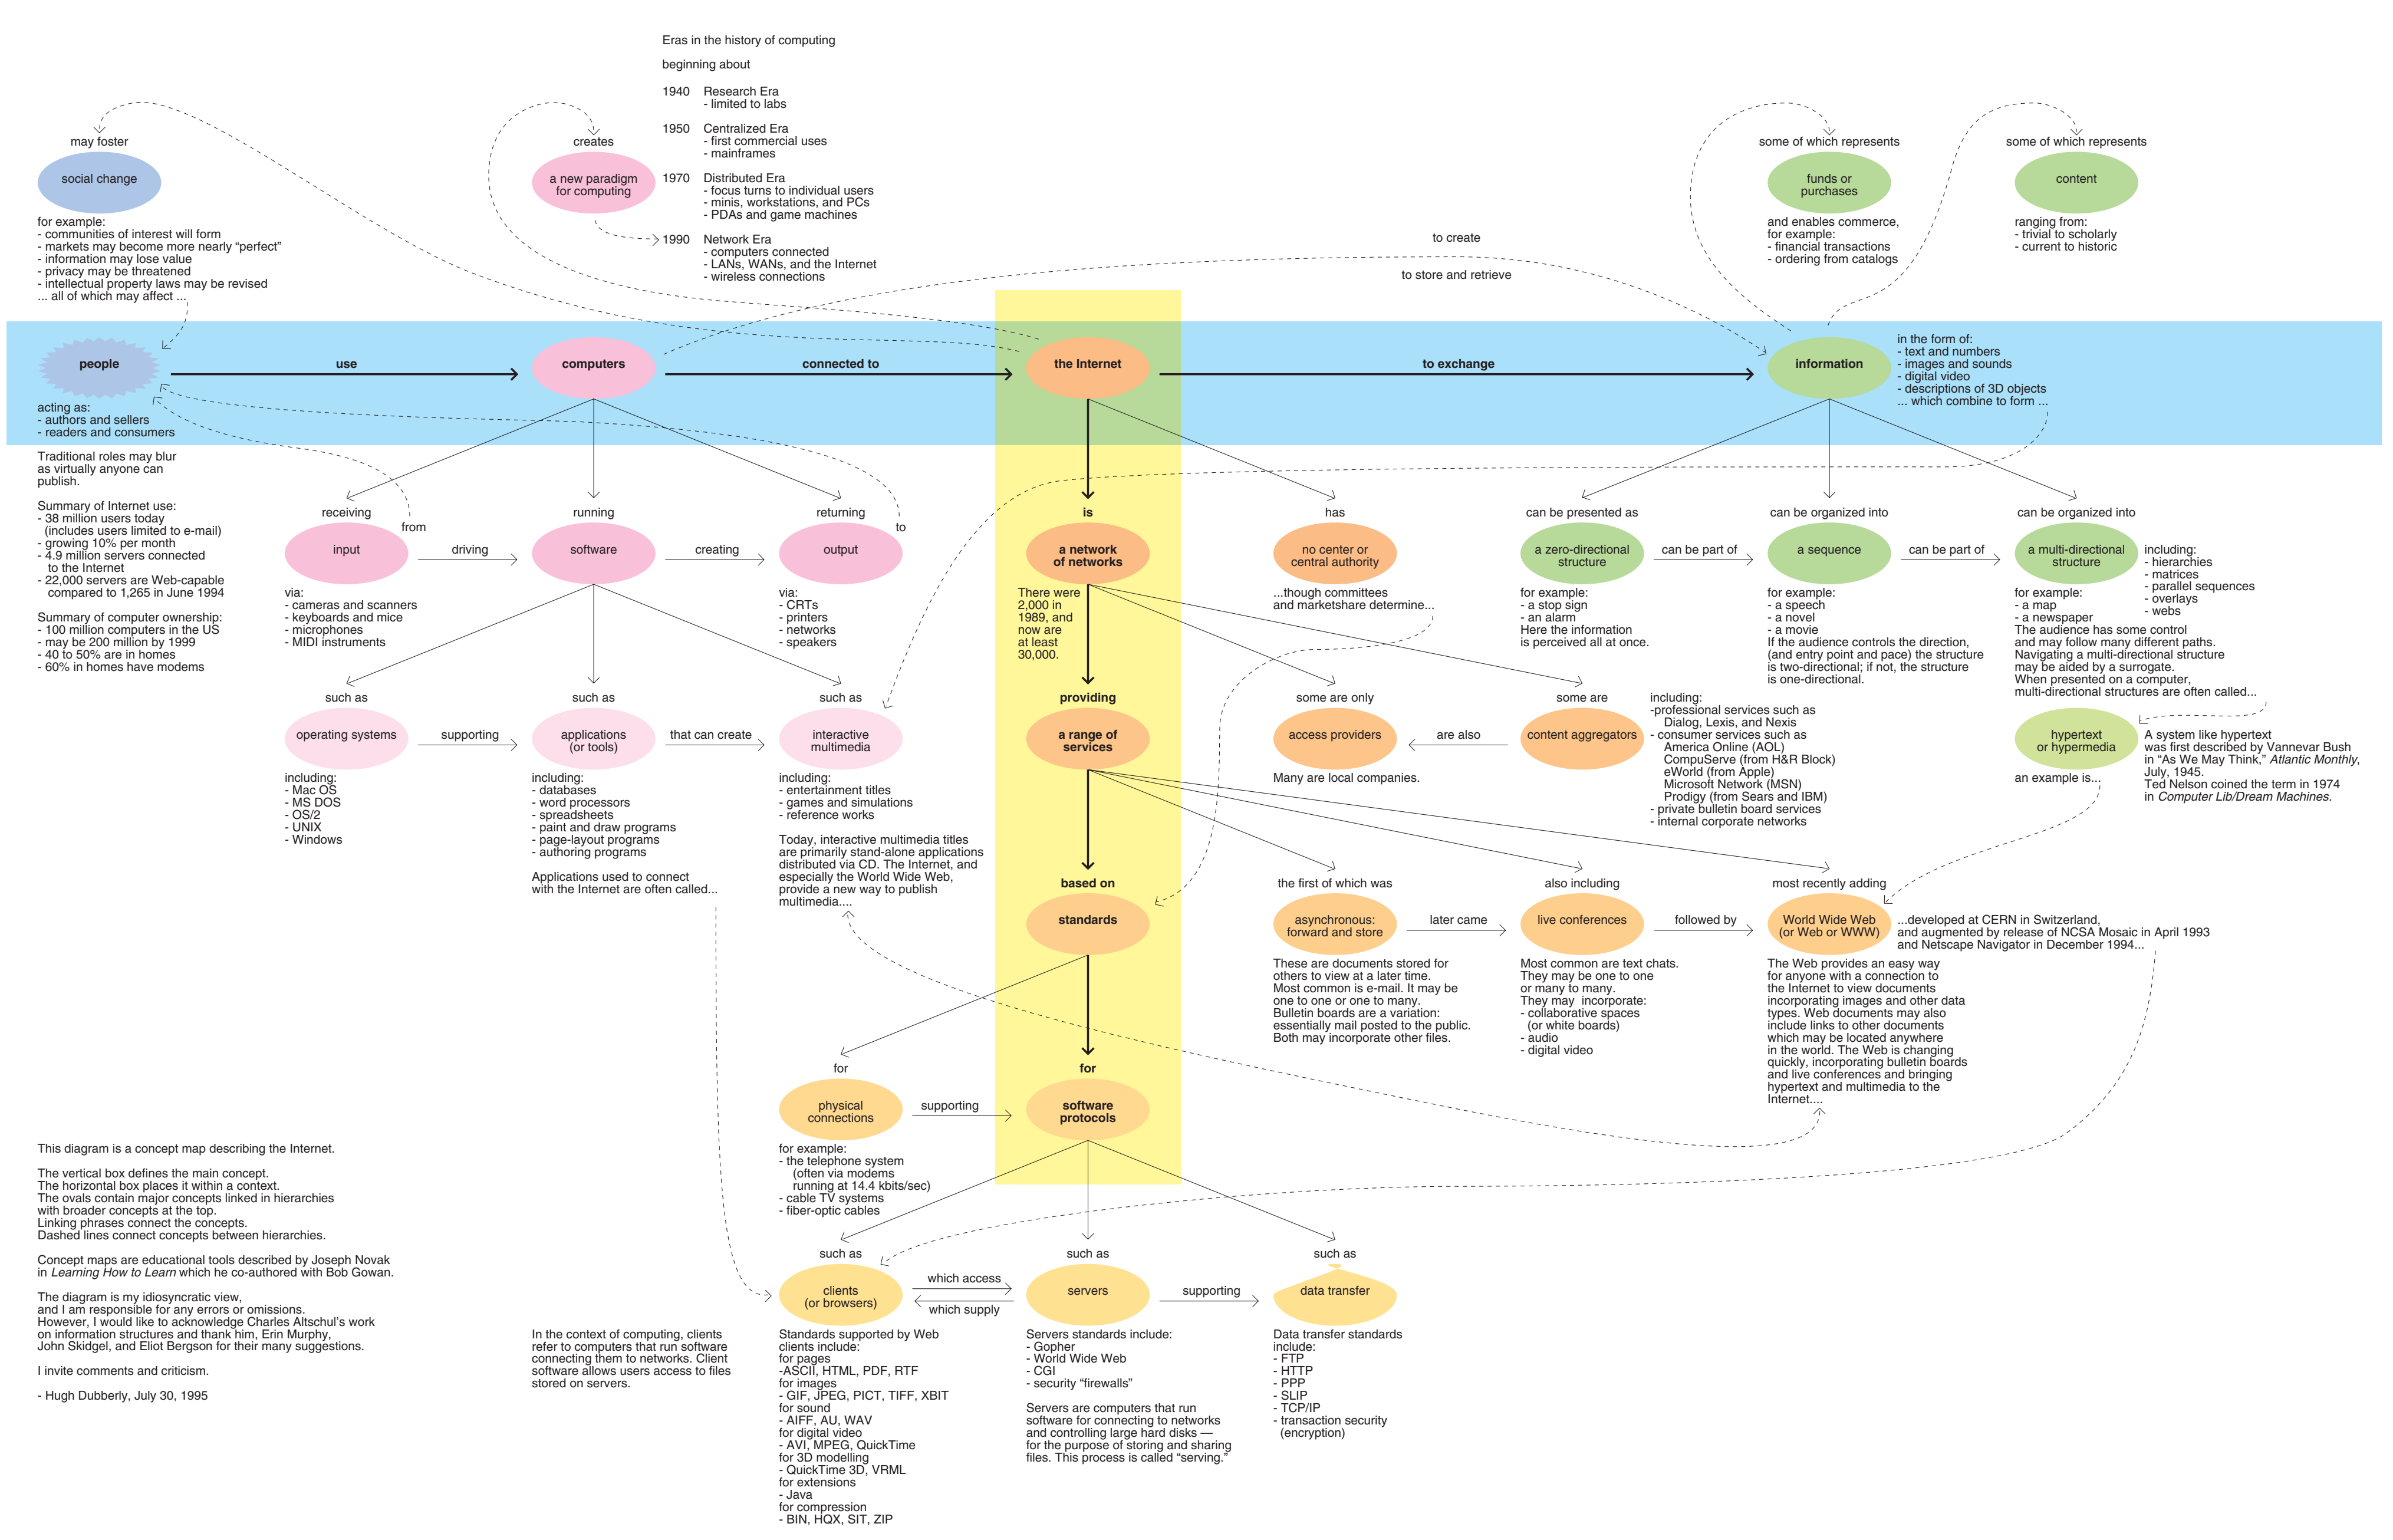 Eras in the history of computing
beginning about
1940 Research Era
- limited to labs
1950 Centralized Era
- first commercial uses
- mainframes
1970 Distributed Era
- focus turns to individual users
- minis, workstations, and PCs
- PDAs and game machines
1990 Network Era
- computers connected
- LANs, WANs, and the Internet
- wireless connections
may foster
social change
for example:
- communities of interest will form
- markets may become more nearly “perfect”
- information may lose value
- privacy may be threatened
- intellectual property laws may be revised
... all of which may affect ...
creates
a new paradigm
for computing
to create
to store and retrieve
some of which represents
funds or
purchases
and enables commerce,
for example:
- financial transactions
- ordering from catalogs
some of which represents
content
ranging from:
- trivial to scholarly
- current to historic
people
use
computers
connected to
the Internet
to exchange
information
in the form of:
- text and numbers
- images and sounds
- digital video
- descriptions of 3D objects
... which combine to form ...
acting as:
- authors and sellers
- readers and consumers
Traditional roles may blur
as virtually anyone can
publish.
Summary of Internet use:
- 38 million users today
(includes users limited to e-mail)
- growing 10% per month
- 4.9 million servers connected
to the Internet
- 22,000 servers are Web-capable
compared to 1,265 in June 1994
Summary of computer ownership:
- 100 million computers in the US
- may be 200 million by 1999
- 40 to 50% are in homes
- 60% in homes have modems
receiving
from
input
via:
- cameras and scanners
- keyboards and mice
- microphones
- MIDI instruments
driving
running
software
creating
returning
to
output
via:
- CRTs
- printers
- networks
- speakers
is
a network
of networks
There were
2,000 in
1989, and
now are
at least
30,000.
has
no center or
central authority
...though committees
and marketshare determine...
can be presented as
a zero-directional
structure
for example:
- a stop sign
- an alarm
Here the information
is perceived all at once.
can be part of
can be organized into
a sequence
for example:
- a speech
- a novel
- a movie
If the audience controls the direction,
(and entry point and pace) the structure
is two-directional; if not, the structure
is one-directional.
can be part of
can be organized into
a multi-directional
structure
including:
- hierarchies
- matrices
- parallel sequences
- overlays
- webs
for example:
- a map
- a newspaper
The audience has some control
and may follow many different paths.
Navigating a multi-directional structure
may be aided by a surrogate.
When presented on a computer,
multi-directional structures are often called...
such as
operating systems
including:
- Mac OS
- MS DOS
- OS/2
- UNIX
- Windows
supporting
such as
applications
(or tools)
including:
- databases
- word processors
- spreadsheets
- paint and draw programs
- page-layout programs
- authoring programs
Applications used to connect
with the Internet are often called...
that can create
such as
interactive
multimedia
including:
- entertainment titles
- games and simulations
- reference works
Today, interactive multimedia titles
are primarily stand-alone applications
distributed via CD. The Internet, and
especially the World Wide Web,
provide a new way to publish
multimedia....
providing
a range of
services
some are only
access providers
Many are local companies.
are also
some are
content aggregators
including:
-professional services such as
Dialog, Lexis, and Nexis
- consumer services such as
America Online (AOL)
CompuServe (from H&R Block)
eWorld (from Apple)
Microsoft Network (MSN)
Prodigy (from Sears and IBM)
- private bulletin board services
- internal corporate networks
hypertext
or hypermedia
an example is...
A system like hypertext
was first described by Vannevar Bush
in “As We May Think,” Atlantic Monthly,
July, 1945.
Ted Nelson coined the term in 1974
in Computer Lib/Dream Machines.
based on
standards
the first of which was
asynchronous:
forward and store
These are documents stored for
others to view at a later time.
Most common is e-mail. It may be
one to one or one to many.
Bulletin boards are a variation:
essentially mail posted to the public.
Both may incorporate other files.
later came
also including
live conferences
Most common are text chats.
They may be one to one
or many to many.
They may incorporate:
- collaborative spaces
(or white boards)
- audio
- digital video
followed by
most recently adding
World Wide Web
(or Web or WWW)
...developed at CERN in Switzerland,
and augmented by release of NCSA Mosaic in April 1993
and Netscape Navigator in December 1994...
The Web provides an easy way
for anyone with a connection to
the Internet to view documents
incorporating images and other data
types. Web documents may also
include links to other documents
which may be located anywhere
in the world. The Web is changing
quickly, incorporating bulletin boards
and live conferences and bringing
hypertext and multimedia to the
Internet....
for
physical
connections
for example:
- the telephone system
(often via modems
running at 14.4 kbits/sec)
- cable TV systems
- fiber-optic cables
supporting
for
software
protocols
This diagram is a concept map describing the Internet.
The vertical box defines the main concept.
The horizontal box places it within a context.
The ovals contain major concepts linked in hierarchies
with broader concepts at the top.
Linking phrases connect the concepts.
Dashed lines connect concepts between hierarchies.
Concept maps are educational tools described by Joseph Novak
in Learning How to Learn which he co-authored with Bob Gowan.
The diagram is my idiosyncratic view,
and I am responsible for any errors or omissions.
However, I would like to acknowledge Charles Altschul’s work
on information structures and thank him, Erin Murphy,
John Skidgel, and Eliot Bergson for their many suggestions.
I invite comments and criticism.
- Hugh Dubberly, July 30, 1995
In the context of computing, clients
refer to computers that run software
connecting them to networks. Client
software allows users access to files
stored on servers.
such as
clients
(or browsers)
Standards supported by Web
clients include:
for pages
-ASCII, HTML, PDF, RTF
for images
- GIF, JPEG, PICT, TIFF, XBIT
for sound
- AIFF, AU, WAV
for digital video
- AVI, MPEG, QuickTime
for 3D modelling
- QuickTime 3D, VRML
for extensions
- Java
for compression
- BIN, HQX, SIT, ZIP
which access
which supply
such as
servers
Servers standards include:
- Gopher
- World Wide Web
- CGI
- security “firewalls”
Servers are computers that run
software for connecting to networks
and controlling large hard disks —
for the purpose of storing and sharing
files. This process is called “serving.”
supporting
such as
data transfer
Data transfer standards
include:
- FTP
- HTTP
- PPP
- SLIP
- TCP/IP
- transaction security
(encryption)